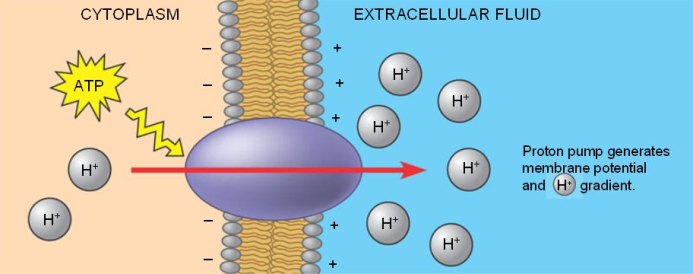 CYTOPLASM
EXTRACELLULAR FLUID
ATP
H+
H+
H+
H+
H+
H+
H+
H+
Proton pump generates
membrane potential
and H+ gradient.
−
−
−
−
−
−
+
+
+
+
+
+